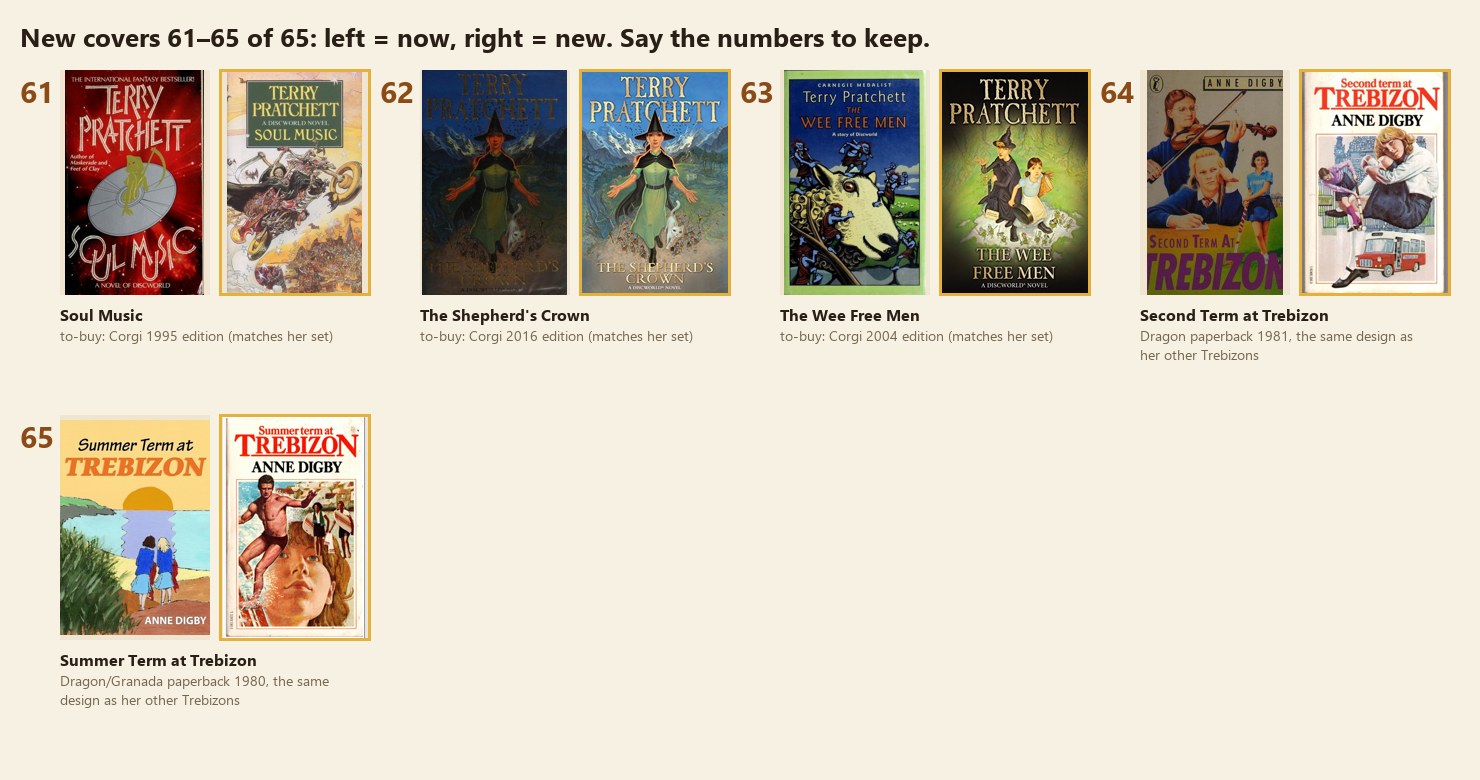 New covers 61–65 of 65: left = now, right = new. Say the numbers to keep.
61
THE INTERNATIONAL FANTASY BESTSELLER!
TERRY
PRATCHETT
Author of
Maskerade and
Feet of Clay
SOUL MUSIC
A NOVEL OF DISCWORLD
TERRY
PRATCHETT
A DISCWORLD NOVEL
SOUL MUSIC
Soul Music
to-buy: Corgi 1995 edition (matches her set)
62
TERRY
PRATCHETT
THE SHEPHERD'S
TERRY
PRATCHETT
THE SHEPHERD'S
CROWN
A DISCWORLD® NOVEL
The Shepherd's Crown
to-buy: Corgi 2016 edition (matches her set)
63
CARNEGIE MEDALIST
Terry Pratchett
THE
WEE FREE MEN
A story of Discworld
TERRY
PRATCHETT
THE WEE
FREE MEN
A DISCWORLD® NOVEL
The Wee Free Men
to-buy: Corgi 2004 edition (matches her set)
64
ANNE DIGBY
SECOND TERM AT-
TREBIZON
Second term at
TREBIZON
ANNE DIGBY
Second Term at Trebizon
Dragon paperback 1981, the same design as
her other Trebizons
65
Summer Term at
TREBIZON
ANNE DIGBY
Summer term at
TREBIZON
ANNE DIGBY
Summer Term at Trebizon
Dragon/Granada paperback 1980, the same
design as her other Trebizons